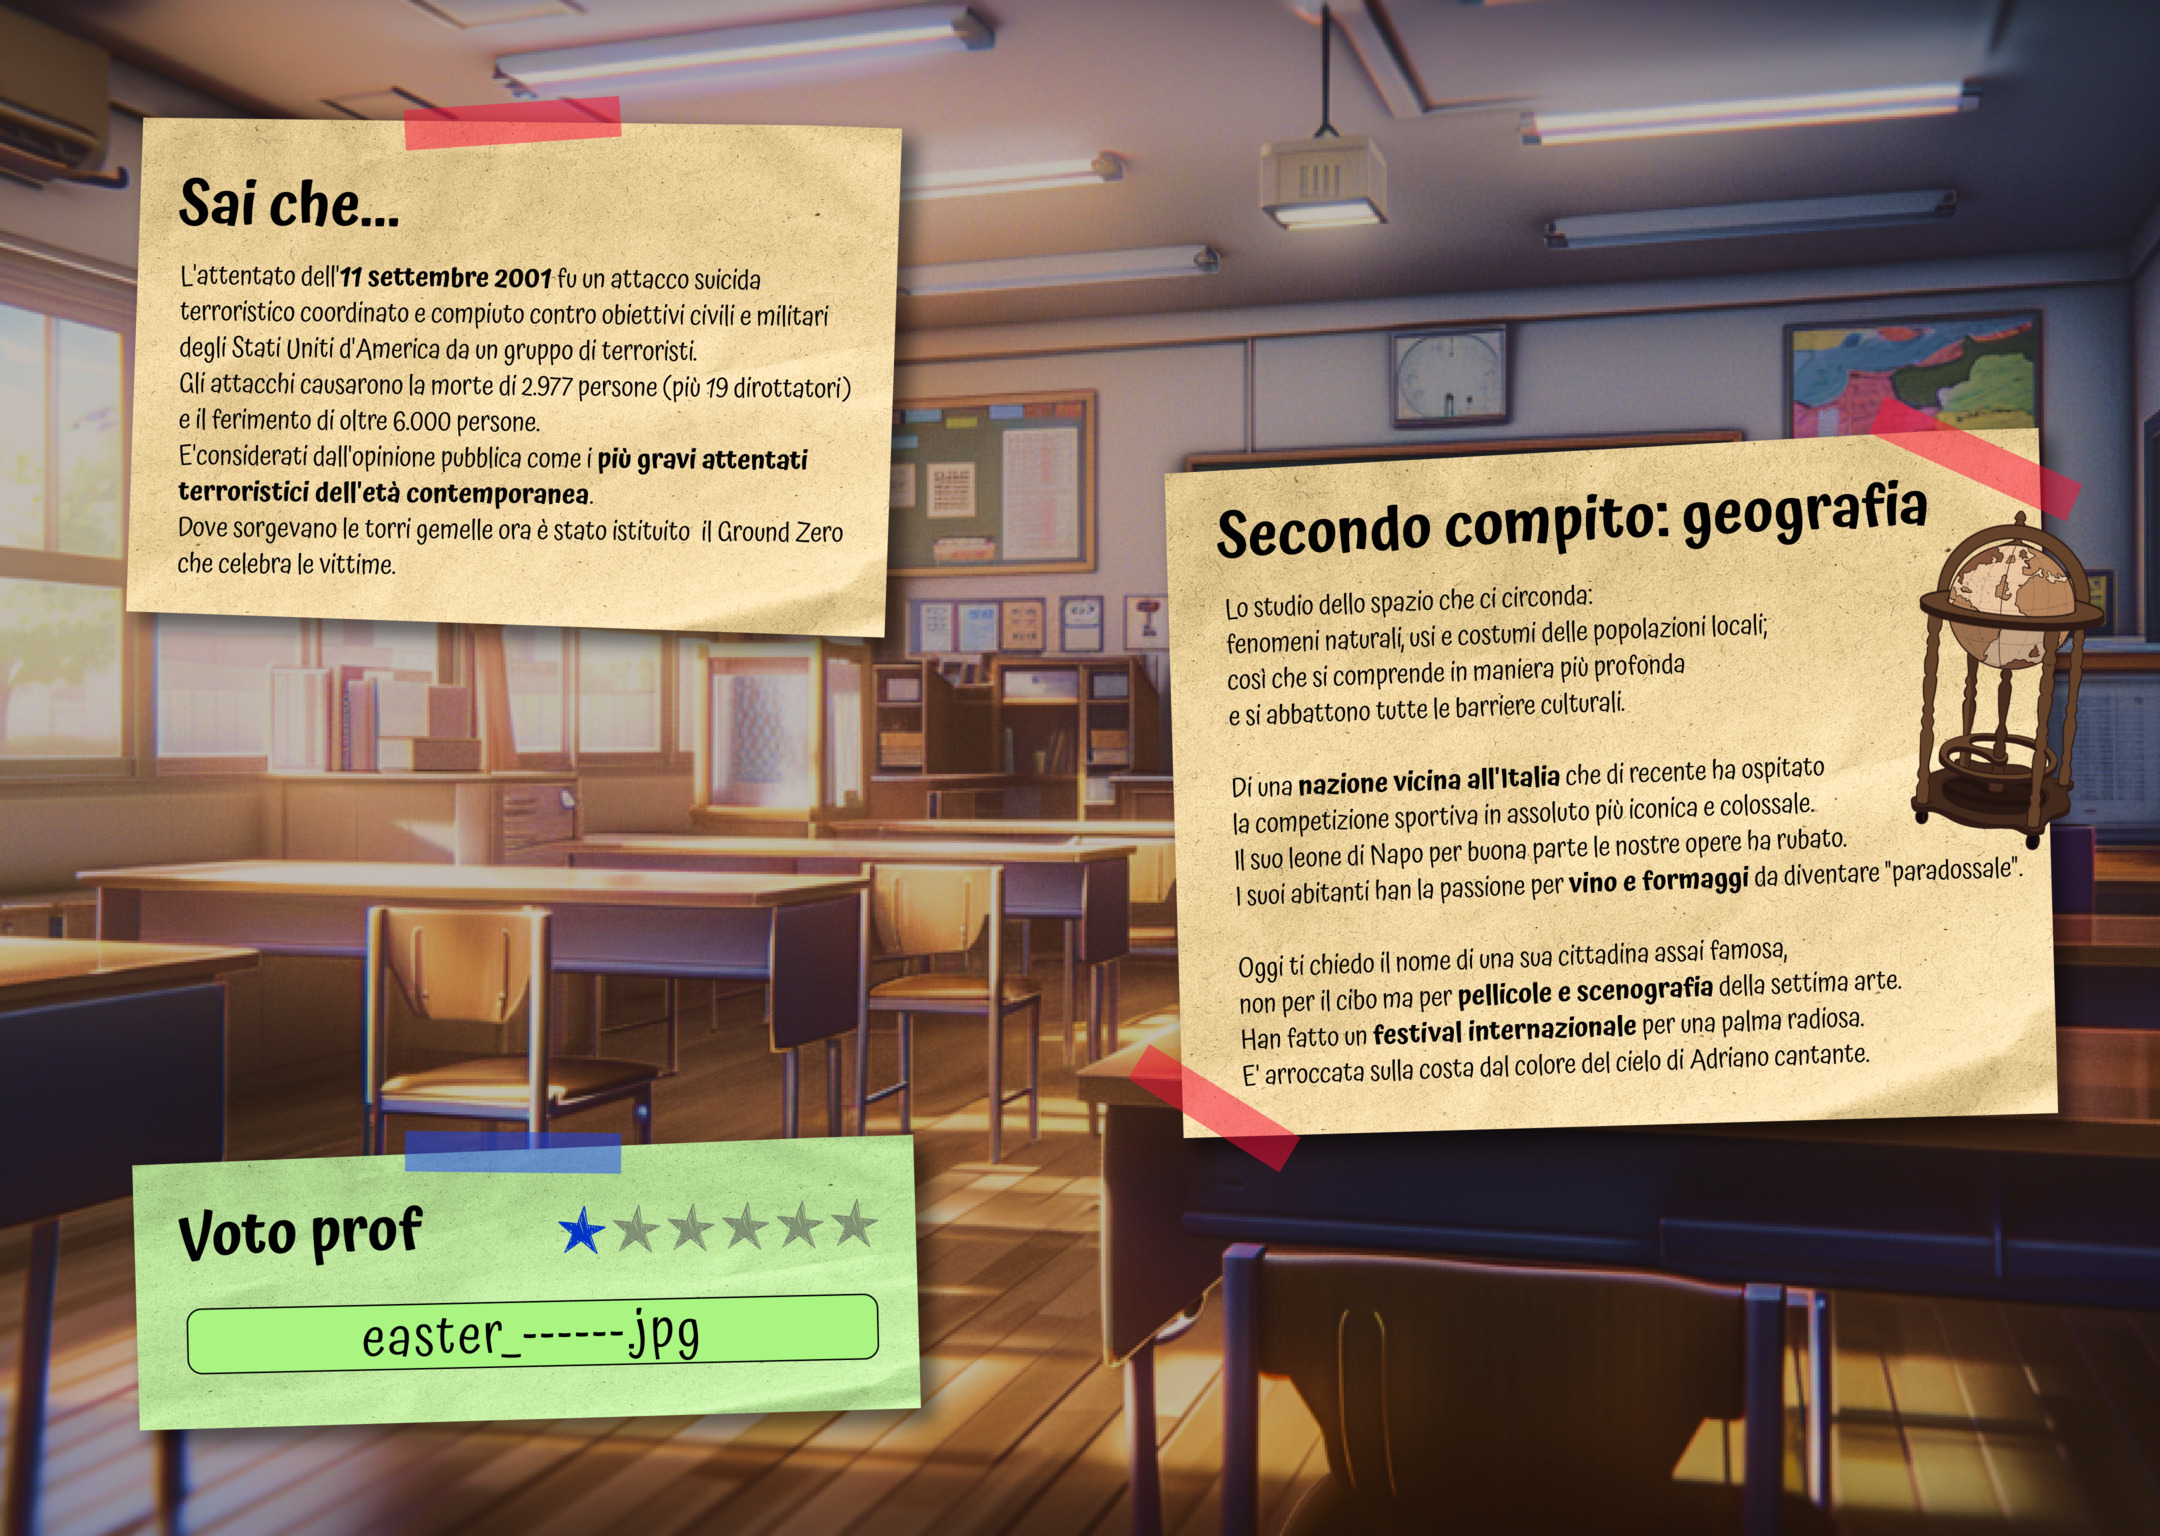 Sai che...
L'attentato dell'11 settembre 2001 fu un attacco suicida
terroristico coordinato e compiuto contro obiettivi civili e militari
degli Stati Uniti d'America da un gruppo di terroristi.
Gli attacchi causarono la morte di 2.977 persone (più 19 dirottatori)
e il ferimento di oltre 6.000 persone.
E'considerati dall'opinione pubblica come i più gravi attentati
terroristici dell'età contemporanea.
Dove sorgevano le torri gemelle ora è stato istituito il Ground Zero
che celebra le vittime.
Secondo compito: geografia
Lo studio dello spazio che ci circonda:
fenomeni naturali, usi e costumi delle popolazioni locali;
così che si comprende in maniera più profonda
e si abbattono tutte le barriere culturali.
Di una nazione vicina all'Italia che di recente ha ospitato
la competizione sportiva in assoluto più iconica e colossale.
Il suo leone di Napo per buona parte le nostre opere ha rubato.
I suoi abitanti han la passione per vino e formaggi da diventare "paradossale".
Oggi ti chiedo il nome di una sua cittadina assai famosa,
non per il cibo ma per pellicole e scenografia della settima arte.
Han fatto un festival internazionale per una palma radiosa.
E' arroccata sulla costa dal colore del cielo di Adriano cantante.
Voto prof
easter_------.jpg